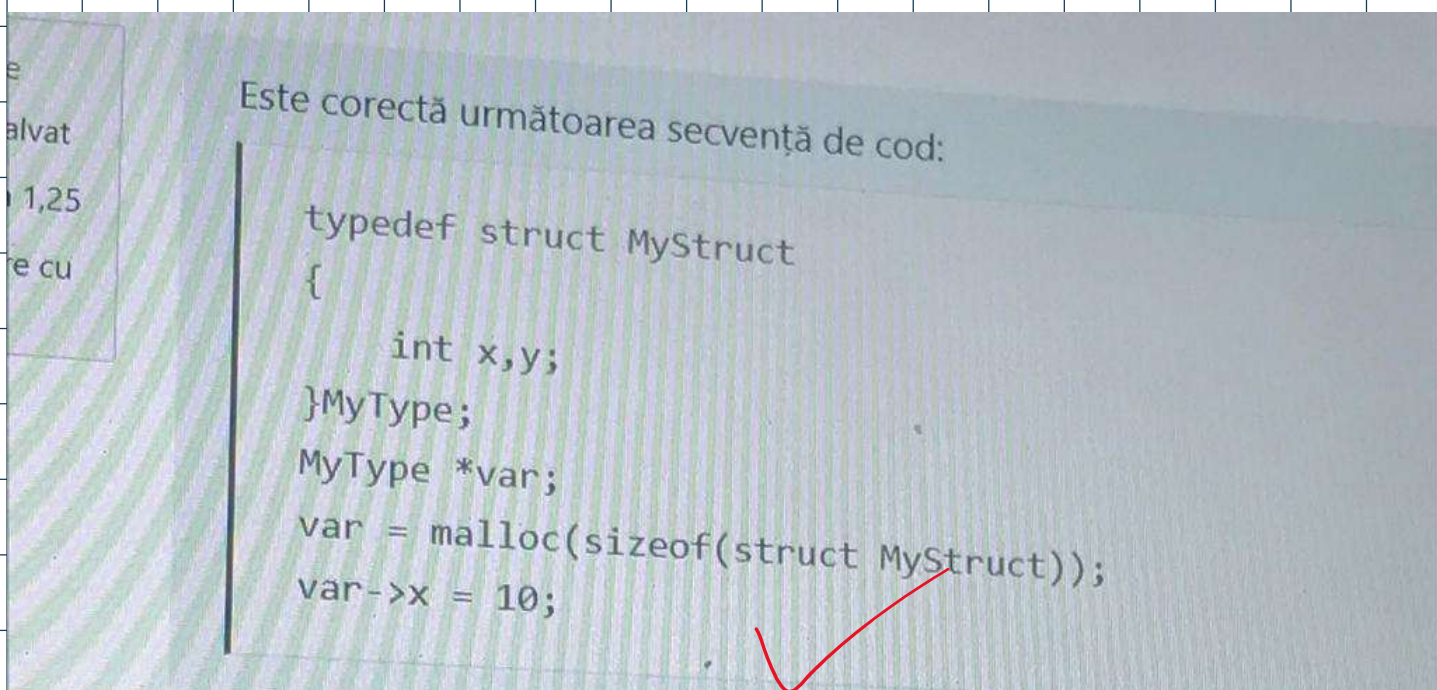 e
alvat
1,25
e cu
Este corectă următoarea secvență de cod:
typedef struct MyStruct
{
int x,y;
}MyType;
MyType *var;
var = malloc(sizeof(struct MyStruct));
var->x = 10;